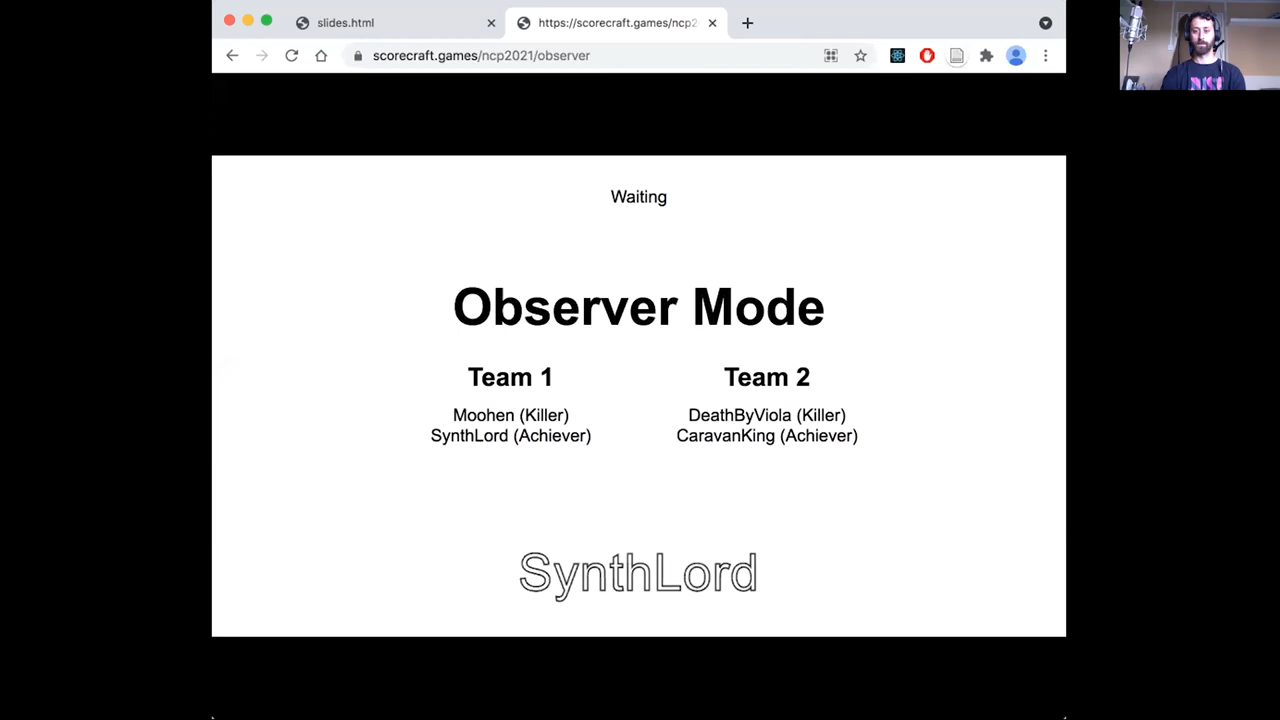 slides.html
https://scorecraft.games/ncp2
scorecraft.games/ncp2021/observer
Waiting
Observer Mode
Team 1
Team 2
Moohen (Killer)
DeathByViola (Killer)
SynthLord (Achiever)
CaravanKing (Achiever)
SynthLord